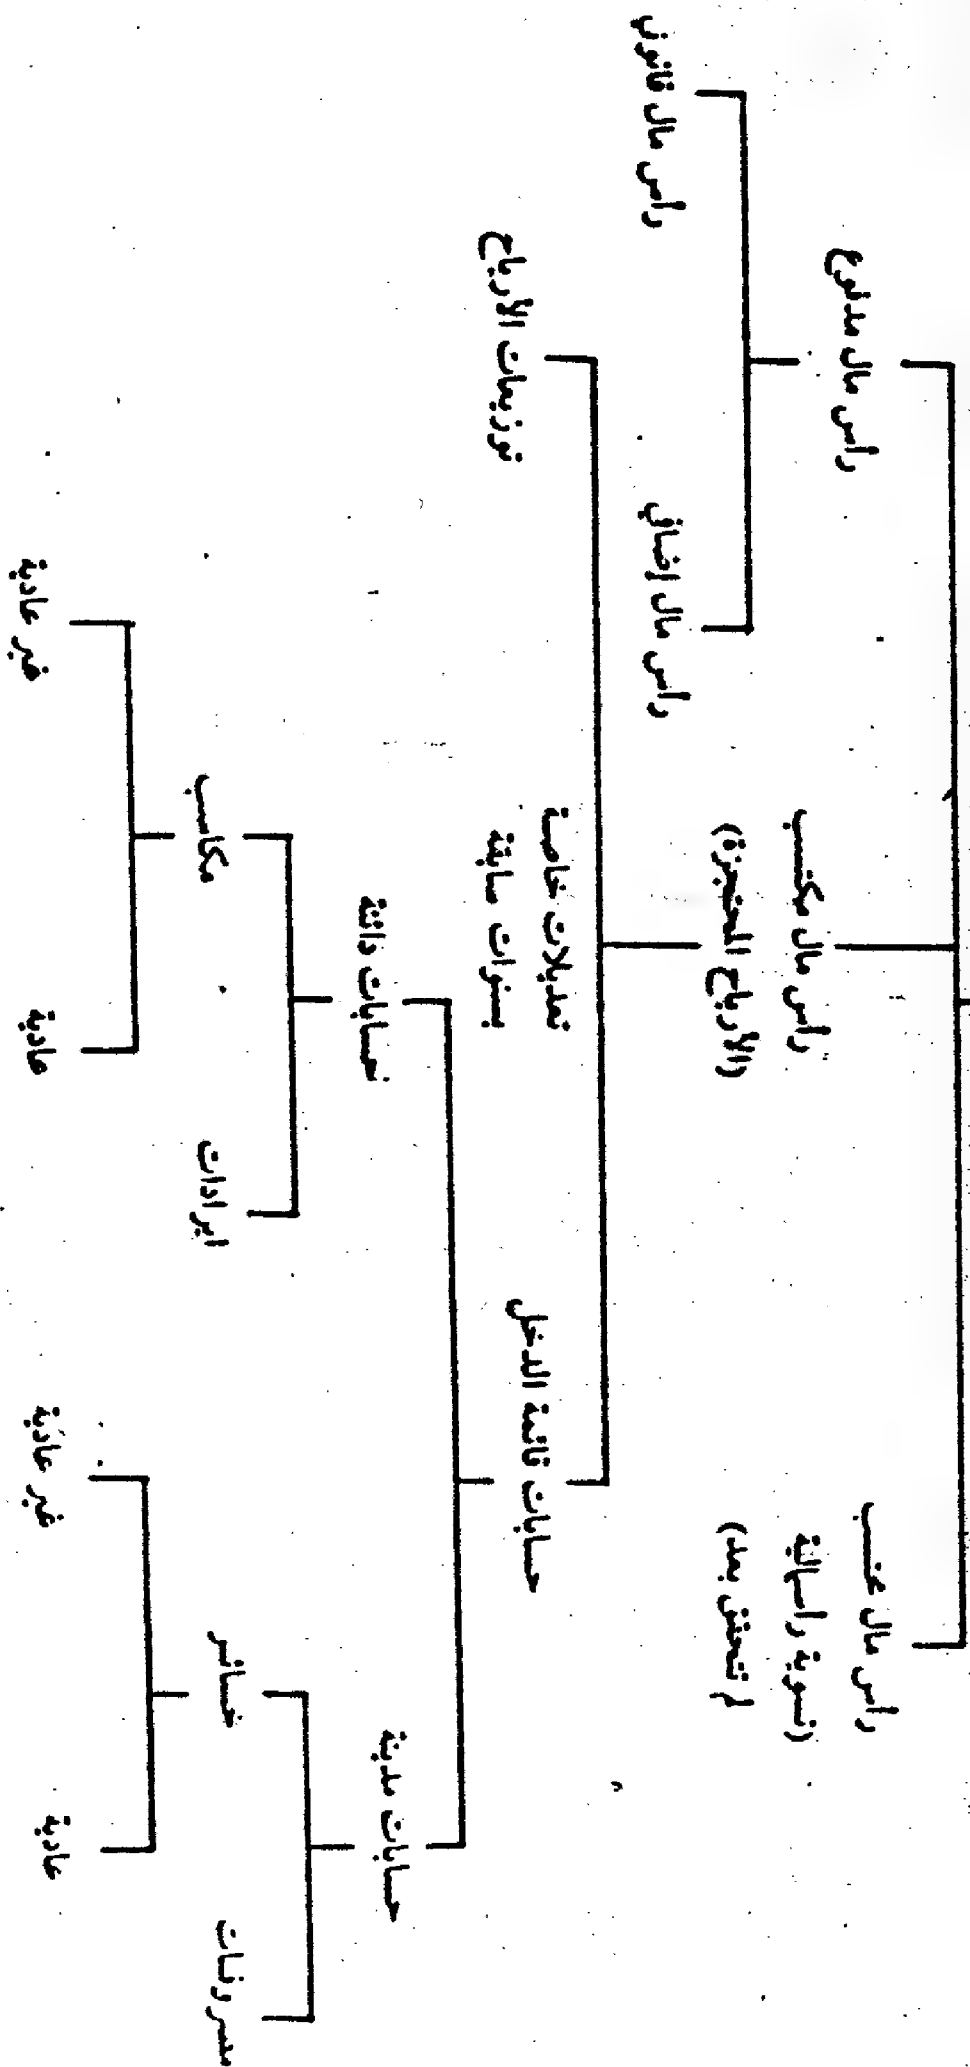 رأس مال محتسب
(تسوية رأسمالية
لم تتحقق بعد)
رأس مال مكتسب
(الأرباح المحتجزة)
رأس مال مدفوع
رأس مال إضافي
رأس مال قانوني
حسابات قائمة الدخل
تعديلات خاصة
بسنوات سابقة
توزيعات الأرباح
حسابات مدينة
حسابات دائنة
مصروفات
خسائر
ايرادات
مكاسب
عادية
غير عادية
عادية
غير عادية